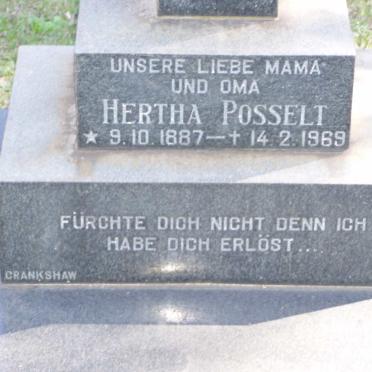 UNSERE LIEBE MAMA
UND OMA
HERTHA POSSELT
* 9.10.1887 — † 14.2.1969
FÜRCHTE DICH NICHT DENN ICH
HABE DICH ERLÖST...
CRANKSHAW